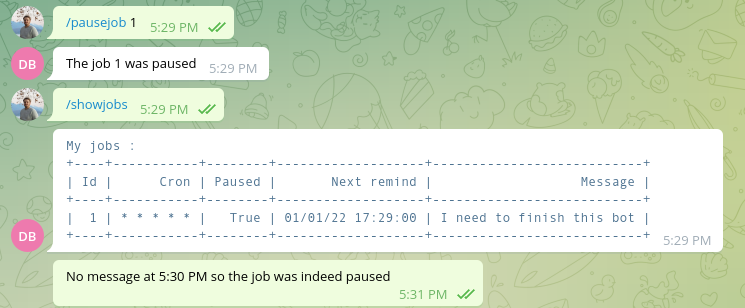 /pausejob 1 5:29 PM
DB The job 1 was paused 5:29 PM
/showjobs 5:29 PM
My jobs :
+----+-----------+--------+-------------------+---------------------------+
| Id |      Cron | Paused |       Next remind |                   Message |
+----+-----------+--------+-------------------+---------------------------+
|  1 | * * * * * |   True | 01/01/22 17:29:00 | I need to finish this bot |
+----+-----------+--------+-------------------+---------------------------+
DB 5:29 PM
No message at 5:30 PM so the job was indeed paused
5:31 PM